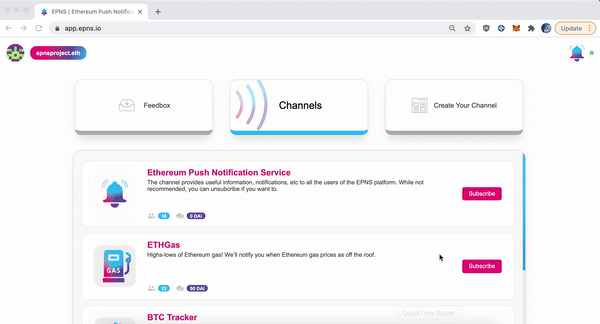 EPNS | Ethereum Push Notificat
app.epns.io
Update
epnsproject.eth
Feedbox
Channels
Create Your Channel
Ethereum Push Notification Service
The channel provides useful information, notifications, etc to all the users of the EPNS platform. While not
recommended, you can unsubribe if you want to.
Subscribe
18
0 DAI
ETHGas
Highs-lows of Ethereum gas! We'll notify you when Ethereum gas prices as off the roof.
GAS
Subscribe
13
50 DAI
QuickTime Player
BTC Tracker